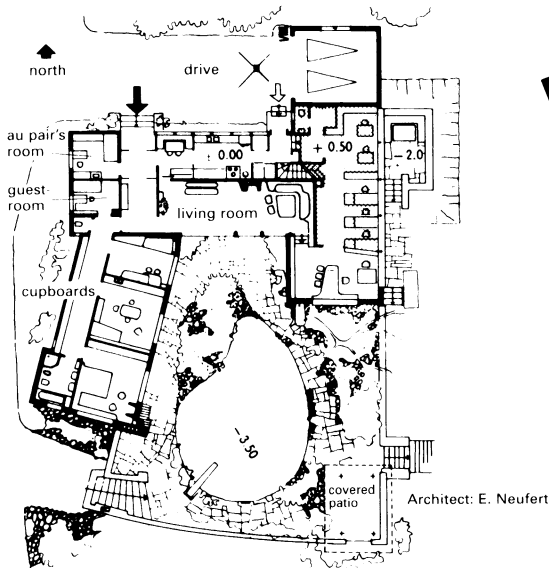 north
drive
au pair's
room
+ 0.50
: 0.00
− 2.0
guest-
room
living room
cupboards
− 3 50
covered
patio
Architect: E. Neufert